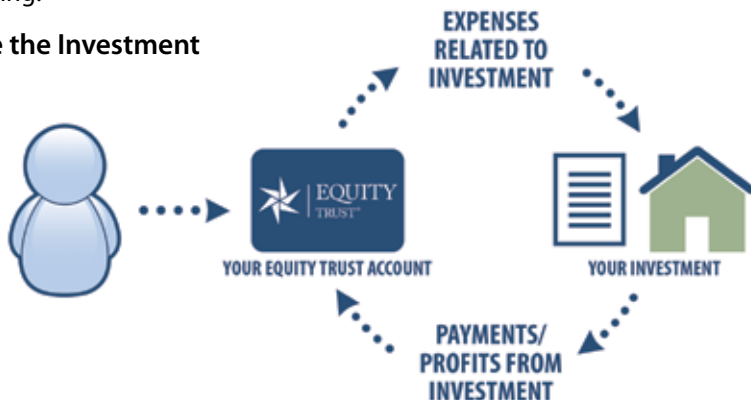 e the Investment
EXPENSES
RELATED TO
INVESTMENT
EQUITY
TRUST
YOUR EQUITY TRUST ACCOUNT
YOUR INVESTMENT
PAYMENTS/
PROFITS FROM
INVESTMENT